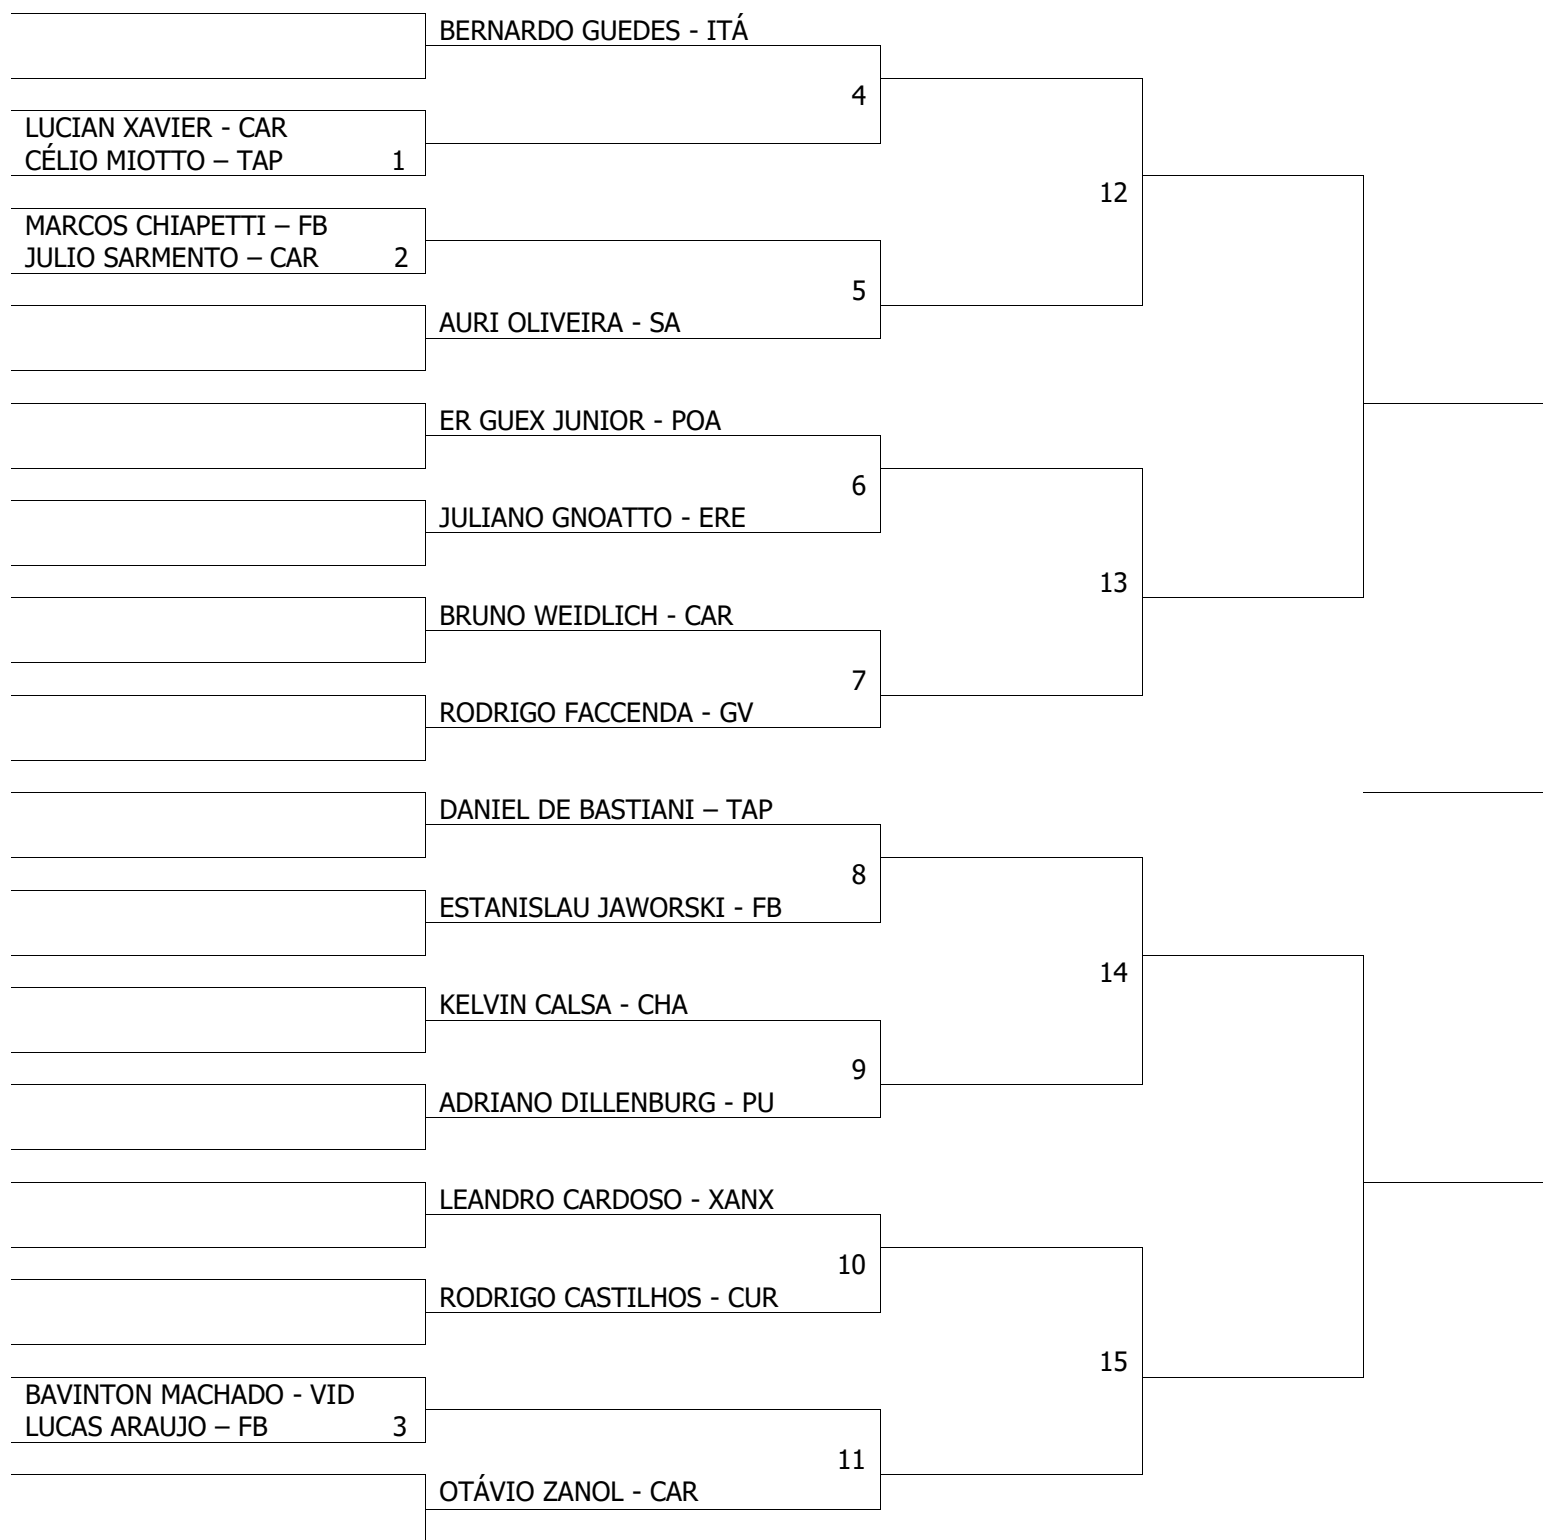 BERNARDO GUEDES - ITÁ
4
LUCIAN XAVIER - CAR
CÉLIO MIOTTO – TAP 1
12
MARCOS CHIAPETTI – FB
JULIO SARMENTO – CAR 2
5
AURI OLIVEIRA - SA
ER GUEX JUNIOR - POA
6
JULIANO GNOATTO - ERE
13
BRUNO WEIDLICH - CAR
7
RODRIGO FACCENDA - GV
DANIEL DE BASTIANI – TAP
8
ESTANISLAU JAWORSKI - FB
14
KELVIN CALSA - CHA
9
ADRIANO DILLENBURG - PU
LEANDRO CARDOSO - XANX
10
RODRIGO CASTILHOS - CUR
15
BAVINTON MACHADO - VID
LUCAS ARAUJO – FB 3
11
OTÁVIO ZANOL - CAR